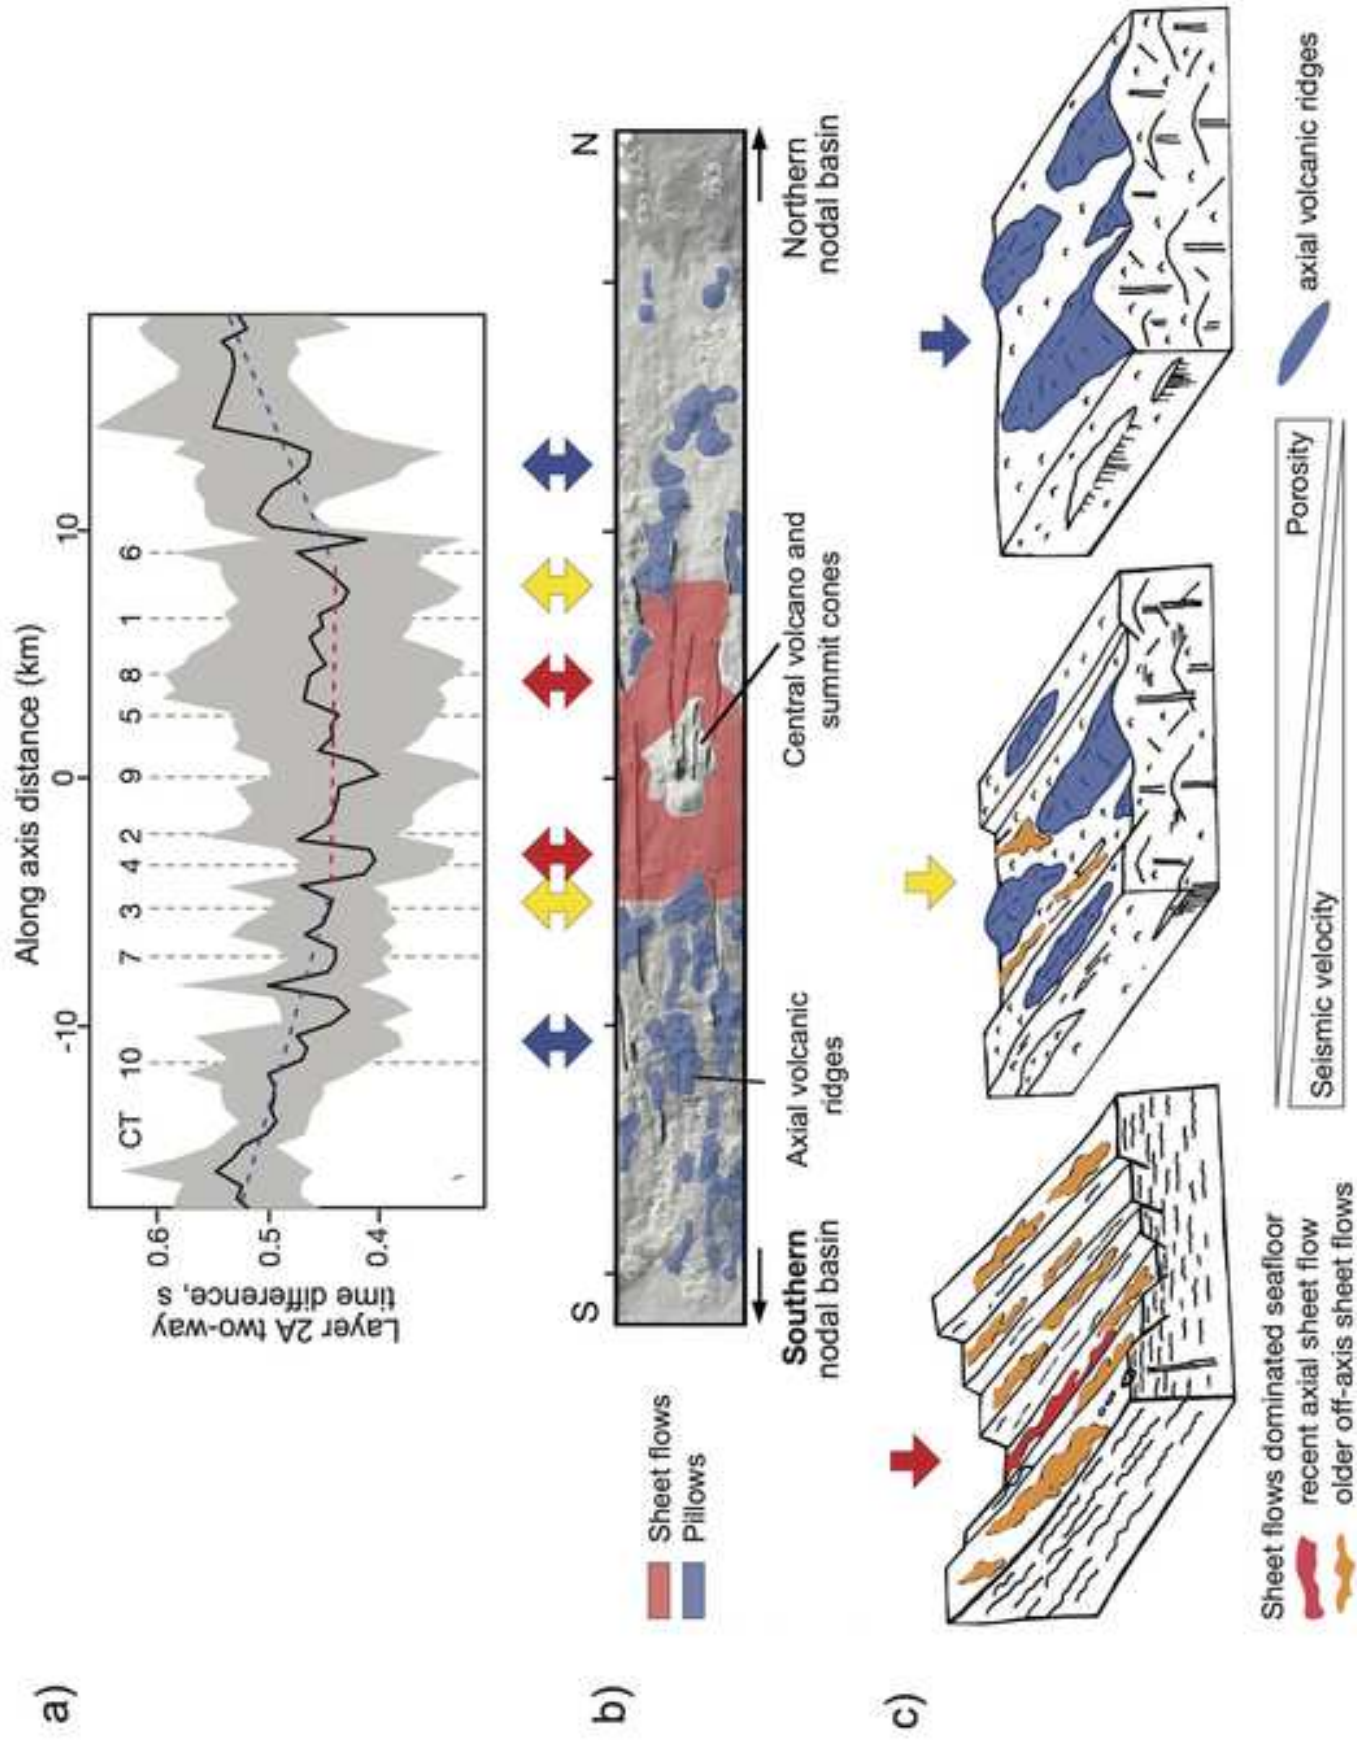 a)
Along axis distance (km)
-10
0
10
CT
10
7
3
4
2
9
5
8
1
6
0.6
0.5
0.4
Layer 2A two-way
time difference, s
b)
Sheet flows
Pillows
S
N
Southern
nodal basin
Axial volcanic
ridges
Central volcano and
summit cones
Northern
nodal basin
c)
Sheet flows dominated seafloor
recent axial sheet flow
older off-axis sheet flows
Seismic velocity
Porosity
axial volcanic ridges